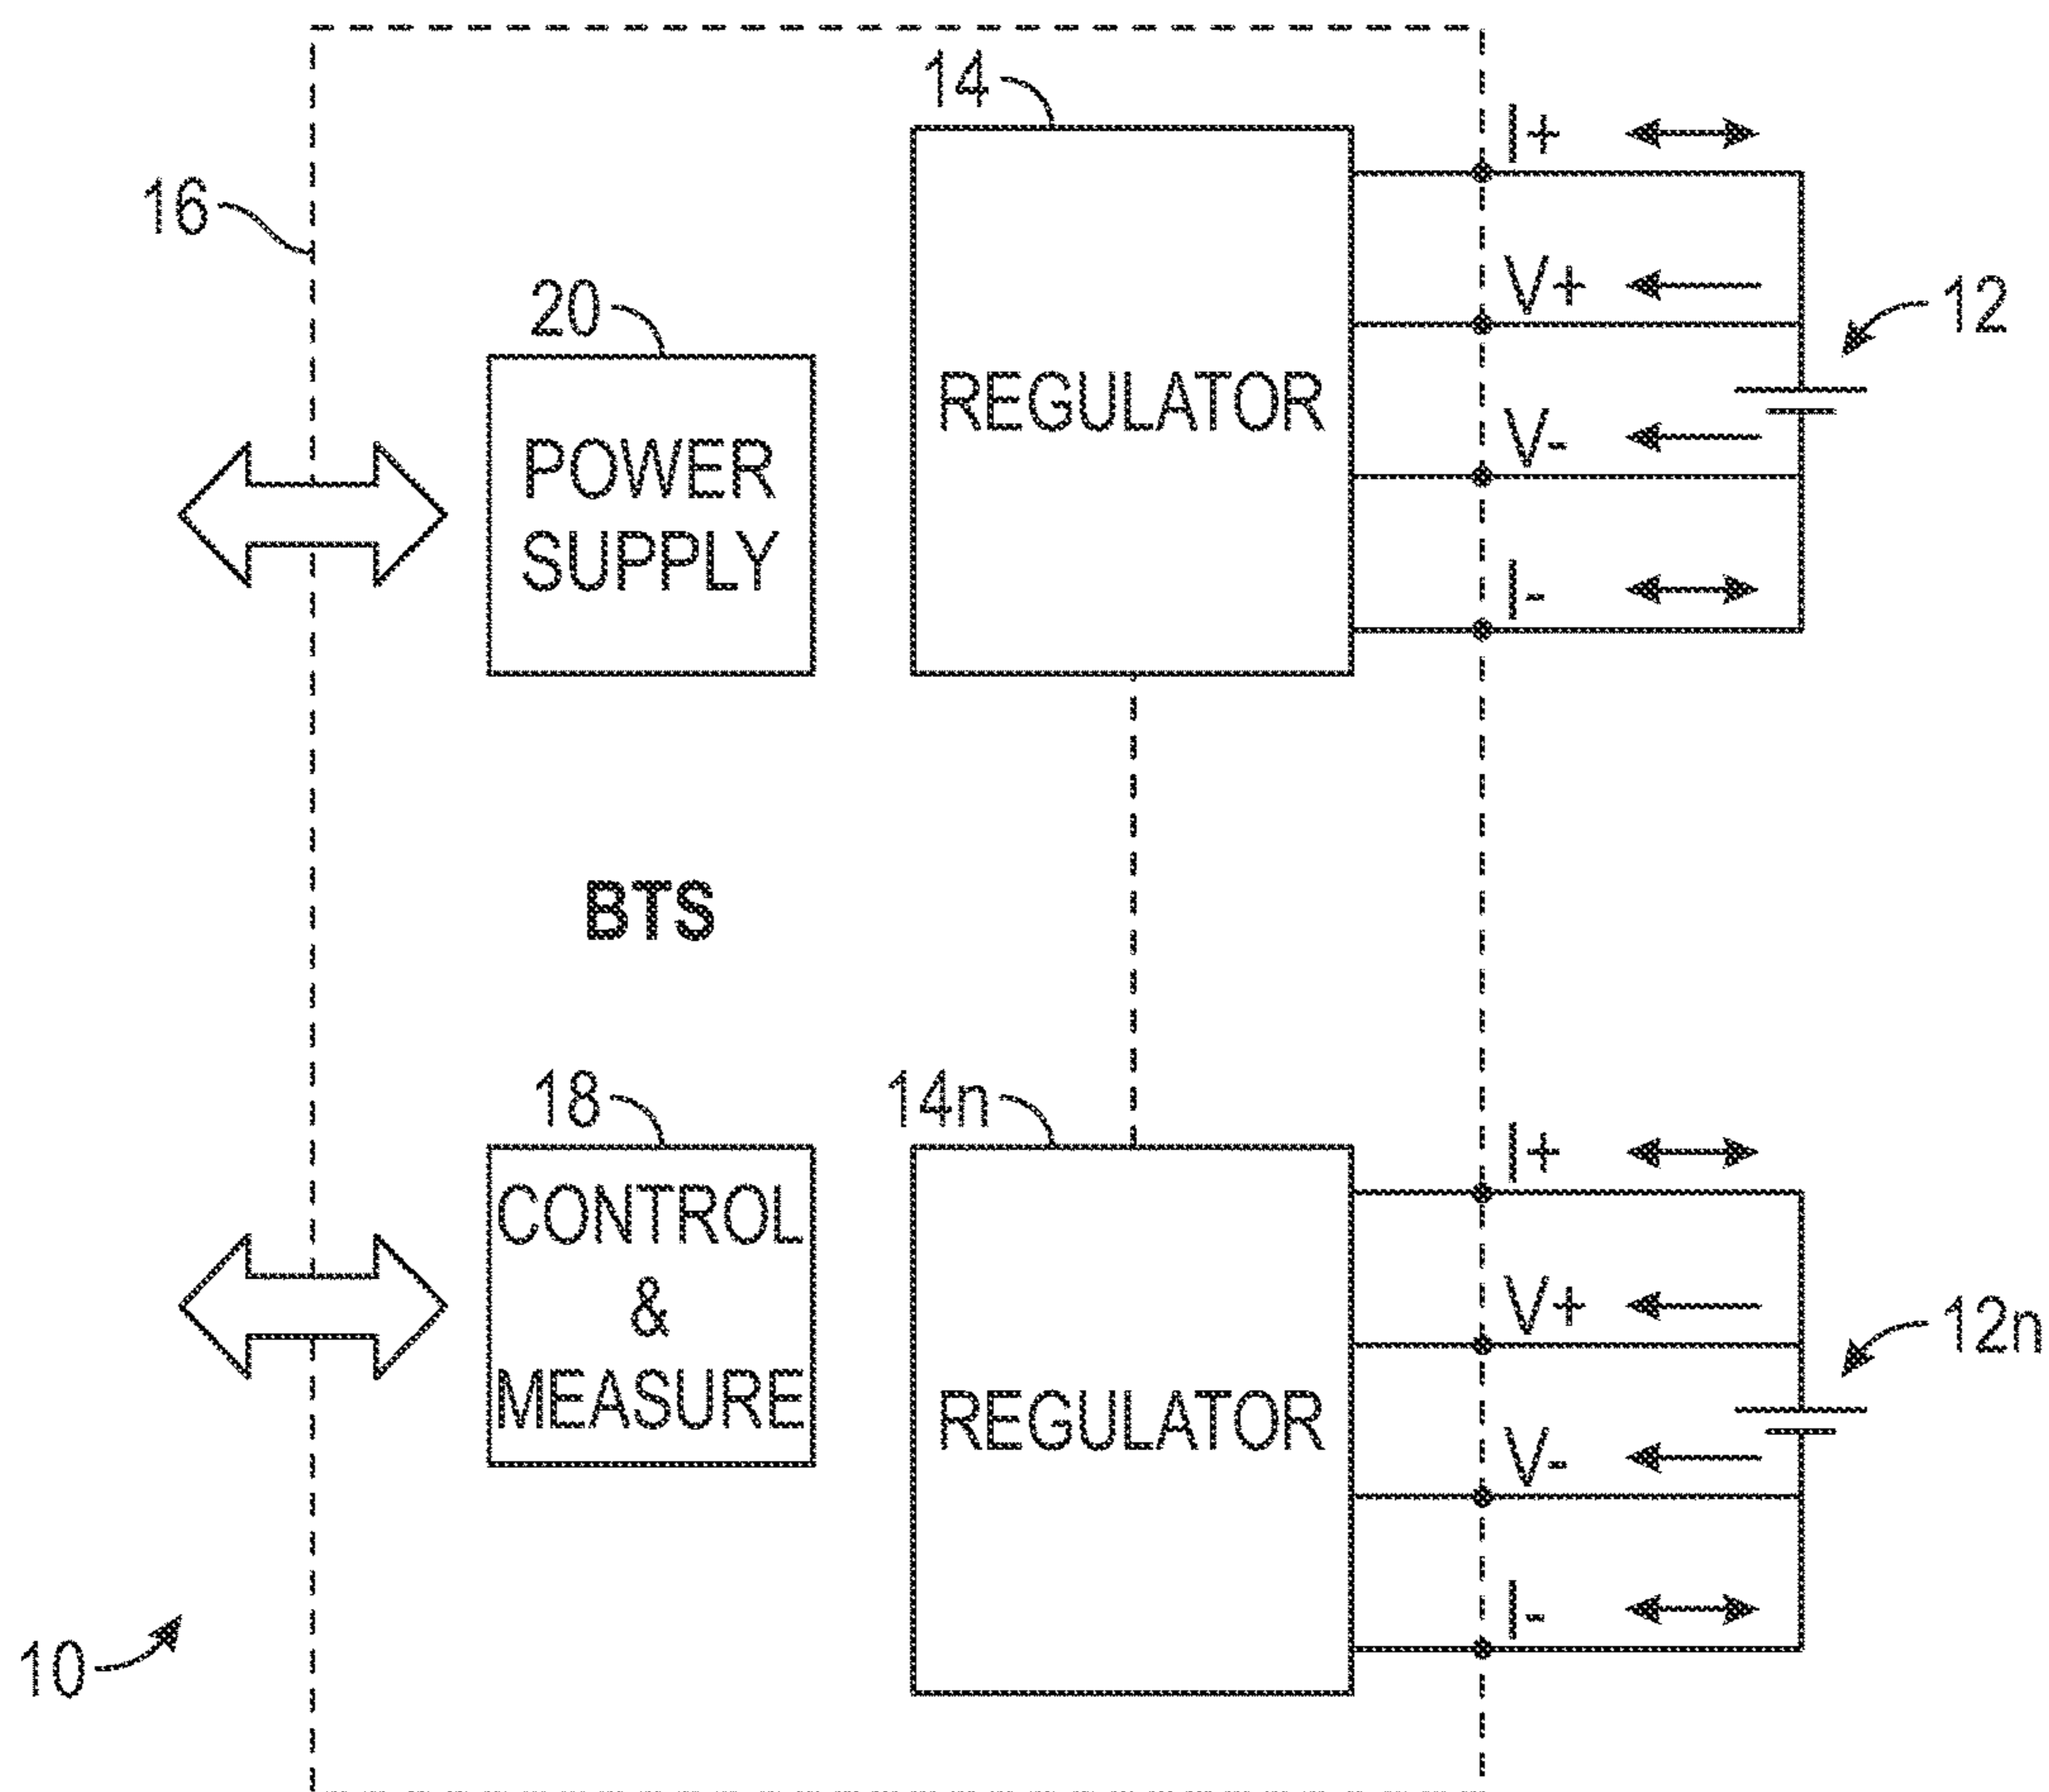 14
I+
16
V+
20
12
REGULATOR
POWER
SUPPLY
V-
I-
BTS
18
14n
I+
CONTROL
&
MEASURE
V+
12n
REGULATOR
V-
I-
10